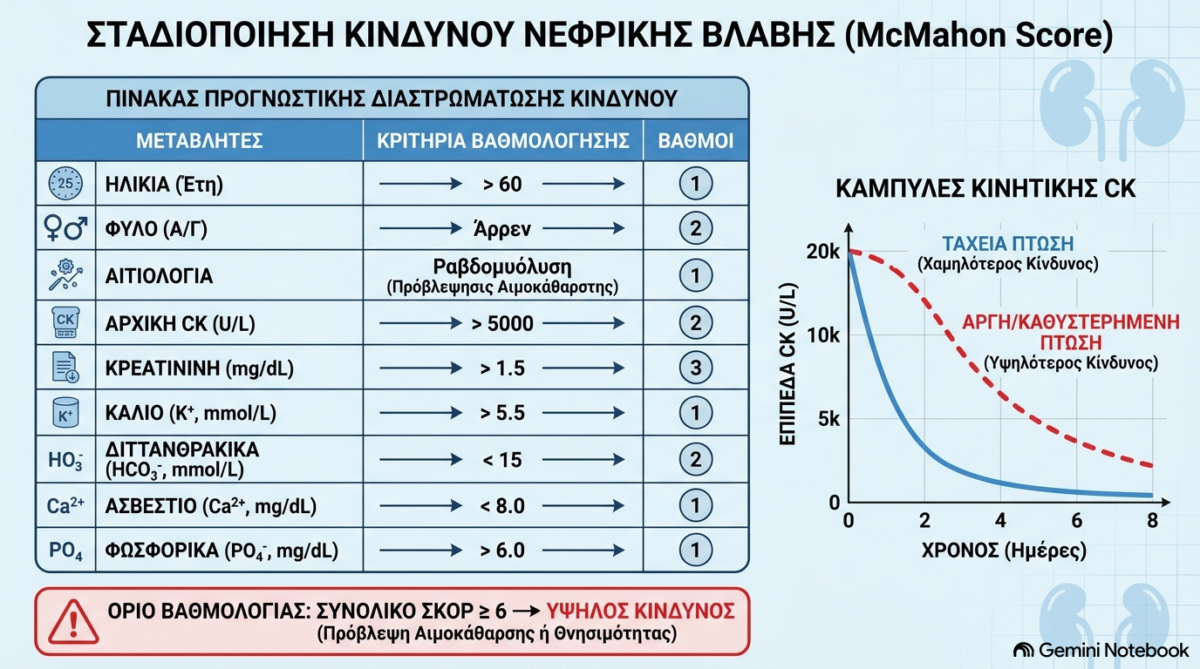 ΣΤΑΔΙΟΠΟΙΗΣΗ ΚΙΝΔΥΝΟΥ ΝΕΦΡΙΚΗΣ ΒΛΑΒΗΣ (McMahon Score)
ΠΙΝΑΚΑΣ ΠΡΟΓΝΩΣΤΙΚΗΣ ΔΙΑΣΤΡΩΜΑΤΩΣΗΣ ΚΙΝΔΥΝΟΥ
ΜΕΤΑΒΛΗΤΕΣ ΚΡΙΤΗΡΙΑ ΒΑΘΜΟΛΟΓΗΣΗΣ ΒΑΘΜΟΙ
25 ΗΛΙΚΙΑ (Έτη) → > 60 → 1
♀♂ ΦΥΛΟ (Α/Γ) → Άρρεν → 2
ΑΙΤΙΟΛΟΓΙΑ Ραβδομυόλυση 1
(Πρόβλεψησις Αιμοκάθαρστης)
CK ΑΡΧΙΚΗ CK (U/L) → > 5000 → 2
ΚΡΕΑΤΙΝΙΝΗ (mg/dL) → > 1.5 → 3
K⁺ ΚΑΛΙΟ (K⁺, mmol/L) → > 5.5 → 1
HO₃⁻ ΔΙΤΤΑΝΘΡΑΚΙΚΑ
(HCO₃⁻, mmol/L) → < 15 → 2
Ca²⁺ ΑΣΒΕΣΤΙΟ (Ca²⁺, mg/dL) → < 8.0 → 1
PO₄ ΦΩΣΦΟΡΙΚΑ (PO₄⁻, mg/dL) → > 6.0 → 1
ΟΡΙΟ ΒΑΘΜΟΛΟΓΙΑΣ: ΣΥΝΟΛΙΚΟ ΣΚΟΡ ≥ 6 → ΥΨΗΛΟΣ ΚΙΝΔΥΝΟΣ
(Πρόβλεψη Αιμοκάθαρσης ή Θνησιμότητας)
ΚΑΜΠΥΛΕΣ ΚΙΝΗΤΙΚΗΣ CK
ΤΑΧΕΙΑ ΠΤΩΣΗ
(Χαμηλότερος Κίνδυνος)
ΑΡΓΗ/ΚΑΘΥΣΤΕΡΗΜΕΝΗ
ΠΤΩΣΗ
(Υψηλότερος Κίνδυνος)
ΕΠΙΠΕΔΑ CK (U/L)
20k
10k
5k
0
0 2 4 6 8
ΧΡΟΝΟΣ (Ημέρες)
Gemini Notebook